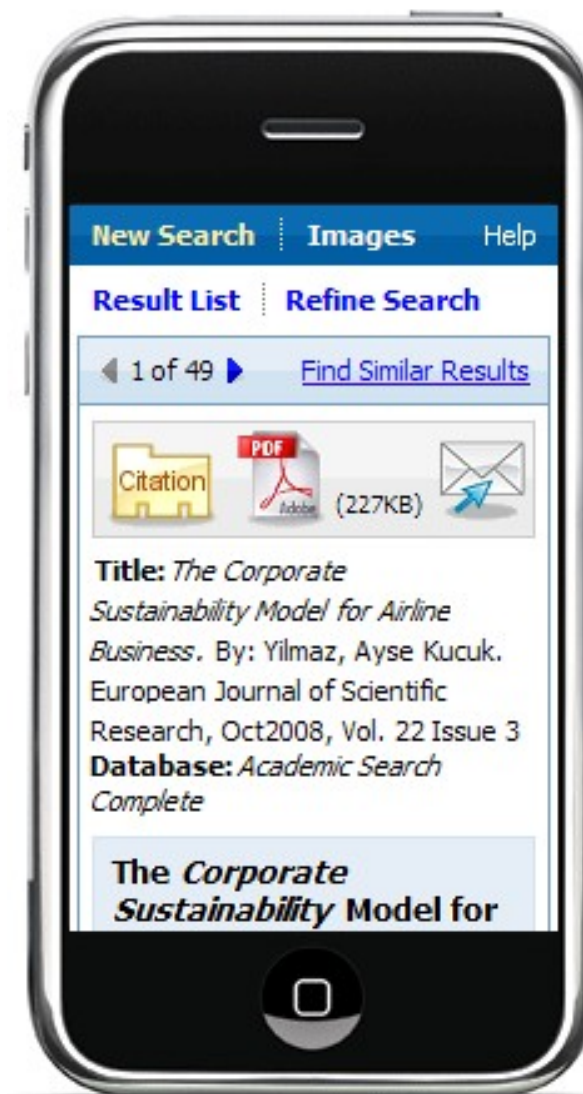 New Search Images Help
Result List Refine Search
1 of 49 Find Similar Results
Citation PDF Adobe (227KB)
Title: The Corporate
Sustainability Model for Airline
Business. By: Yilmaz, Ayse Kucuk.
European Journal of Scientific
Research, Oct2008, Vol. 22 Issue 3
Database: Academic Search
Complete
The Corporate
Sustainability Model for